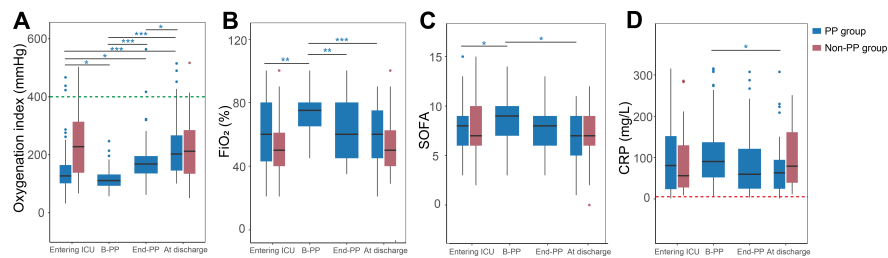 A
Oxygenation index (mmHg)
600
400
200
0
***
***
***
*
*
*
Entering ICU B-PP End-PP At discharge
B
FiO₂ (%)
120
80
40
0
***
**
**
Entering ICU B-PP End-PP At discharge
C
SOFA
15
10
5
0
*
*
Entering ICU B-PP End-PP At discharge
D
CRP (mg/L)
300
200
100
0
*
Entering ICU B-PP End-PP At discharge
PP group
Non-PP group